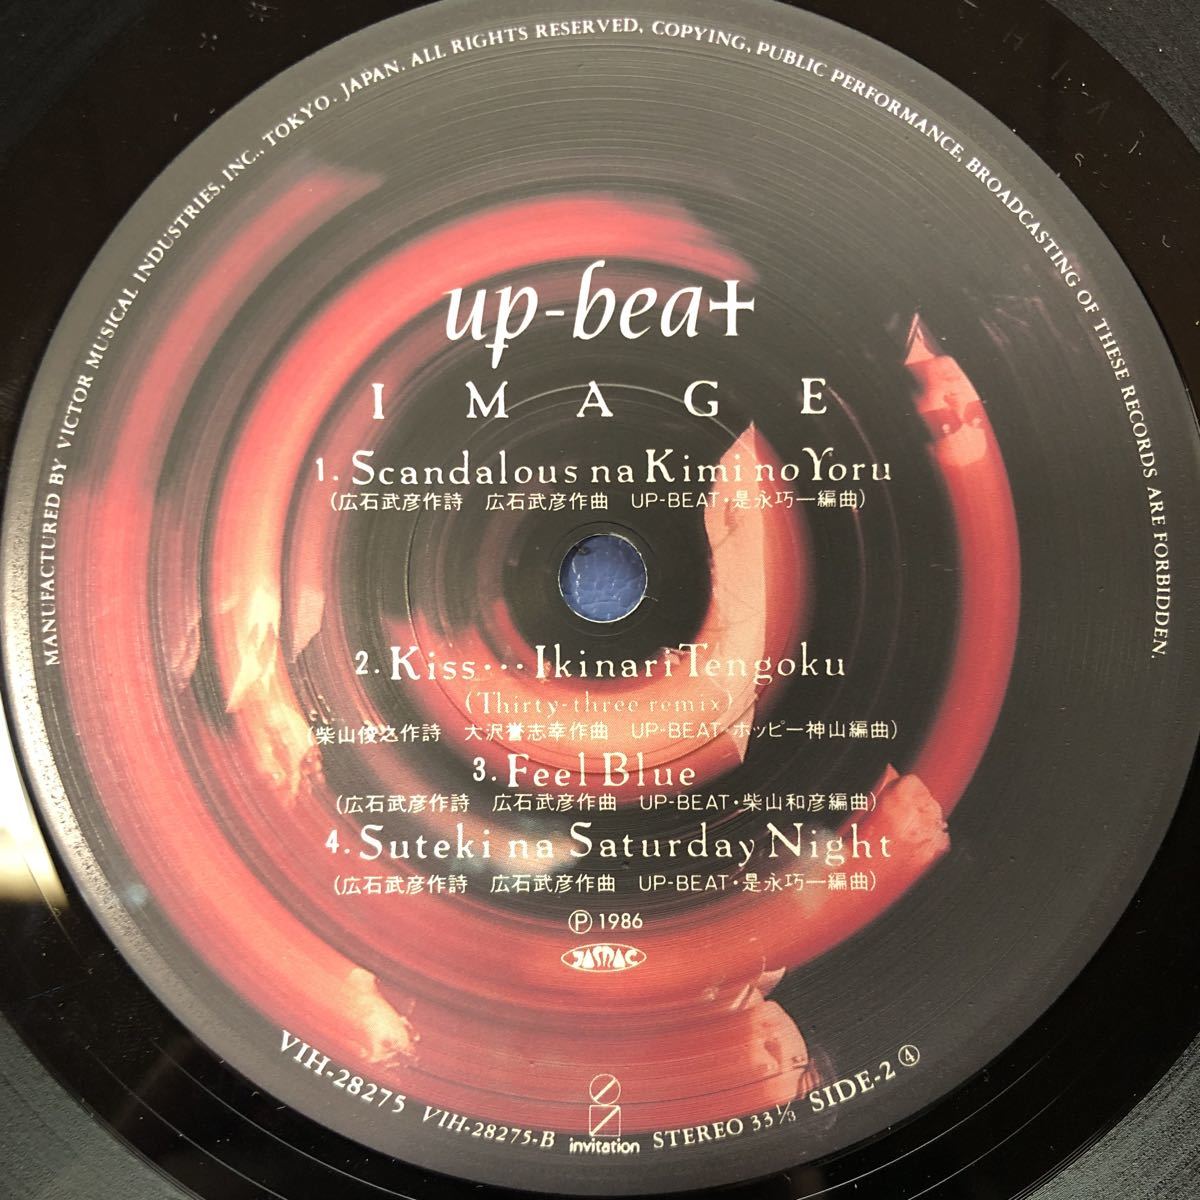 MANUFACTURED BY VICTOR MUSICAL INDUSTRIES, INC., TOKYO. JAPAN. ALL RIGHTS RESERVED, COPYING, PUBLIC PERFORMANCE, BROADCASTING OF THESE RECORDS ARE FORBIDDEN.
up-beat
IMAGE
1. Scandalous na Kimi no Yoru
(広石武彦作詩 広石武彦作曲 UP-BEAT・是永巧一編曲)
2. Kiss… Ikinari Tengoku
(Thirty-three remix)
(柴山俊之作詩 大沢誉志幸作曲 UP-BEAT・ホッピー神山編曲)
3. Feel Blue
(広石武彦作詩 広石武彦作曲 UP-BEAT・柴山和彦編曲)
4. Suteki na Saturday Night
(広石武彦作詩 広石武彦作曲 UP-BEAT・是永巧一編曲)
Ⓟ 1986
JASRAC
VIH-28275 VIH-28275-B
invitation
STEREO 33 1/3 SIDE-2 ④